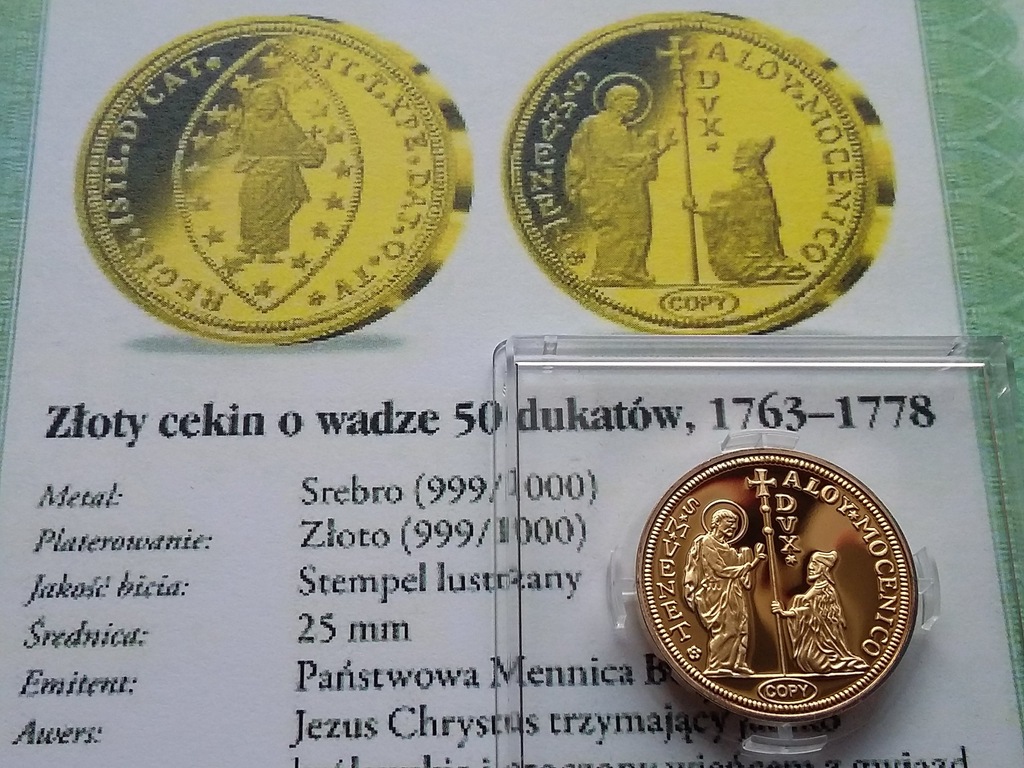 REGIS. ISTE. DVCAT.
SIT. T. XPE. DAT. Q. TV
ALOY. MOCENICO
DVX
COPY
Złoty cekin o wadze 50 dukatów, 1763–1778
Metal: Srebro (999/1000)
Platerowanie: Złoto (999/1000)
Jakość bicia: Stempel lustrzany
Średnica: 25 mm
Emitent: Państwowa Mennica B
Awers: Jezus Chrystus trzymający
S·M·VENET
DVX
ALOY·MOCENICO
COPY